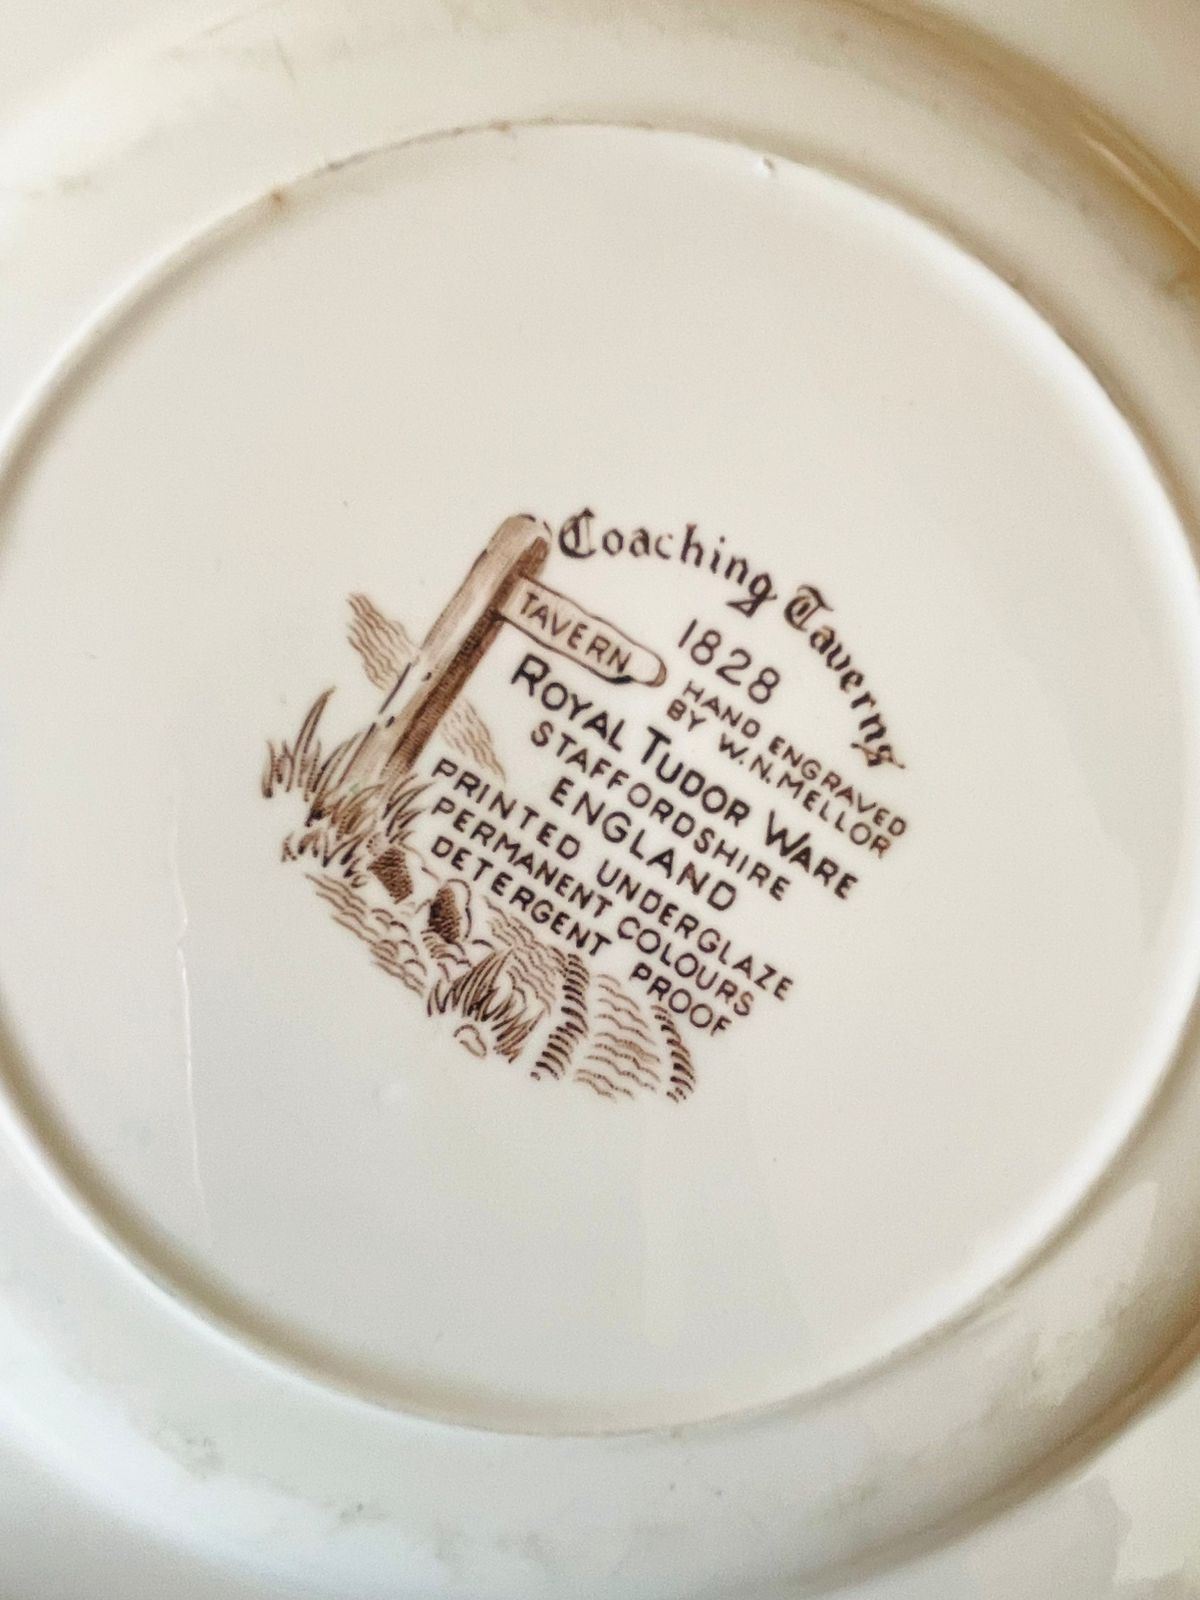 Coaching Taverns
1828
TAVERN
HAND ENGRAVED
BY W.N.MELLOR
ROYAL TUDOR WARE
STAFFORDSHIRE
ENGLAND
PRINTED UNDERGLAZE
PERMANENT COLOURS
DETERGENT PROOF